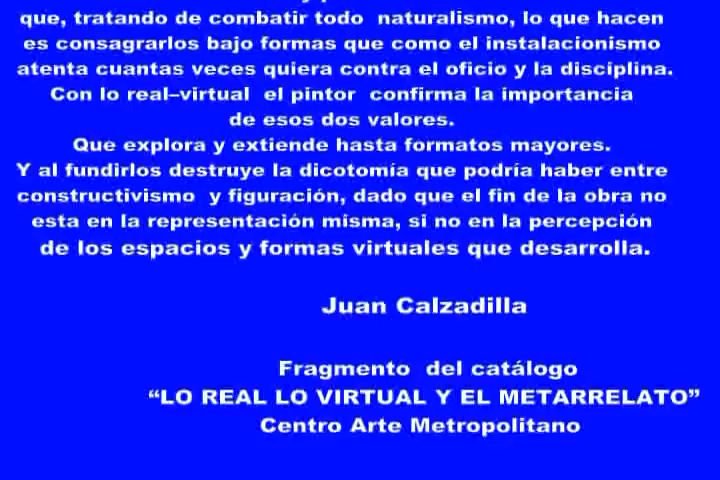 que, tratando de combatir todo naturalismo, lo que hacen
es consagrarlos bajo formas que como el instalacionismo
atenta cuantas veces quiera contra el oficio y la disciplina.
Con lo real–virtual el pintor confirma la importancia
de esos dos valores.
Que explora y extiende hasta formatos mayores.
Y al fundirlos destruye la dicotomía que podría haber entre
constructivismo y figuración, dado que el fin de la obra no
esta en la representación misma, si no en la percepción
de los espacios y formas virtuales que desarrolla.
Juan Calzadilla
Fragmento del catálogo
“LO REAL LO VIRTUAL Y EL METARRELATO”
Centro Arte Metropolitano